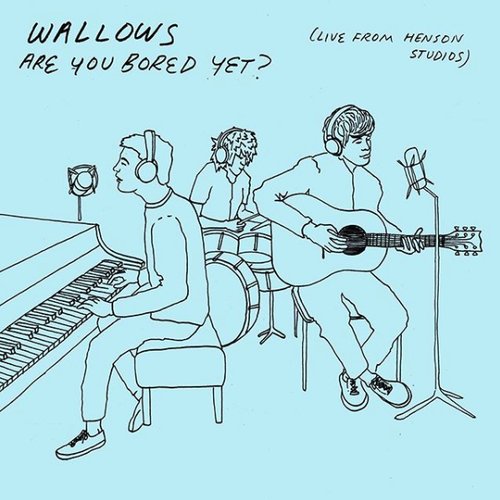 WALLOWS
ARE YOU BORED YET?
(LIVE FROM HENSON
STUDIOS)